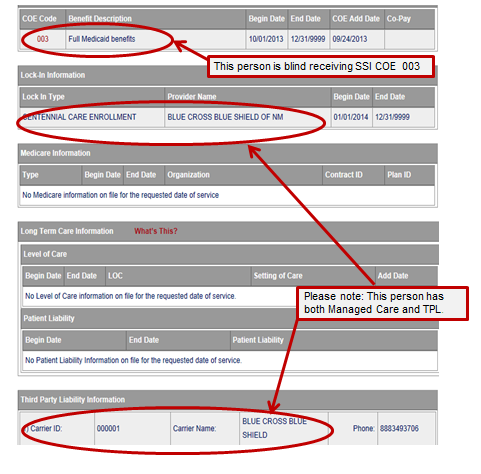 COE Code Benefit Description Begin Date End Date COE Add Date Co-Pay
003 Full Medicaid benefits 10/01/2013 12/31/9999 09/24/2013
This person is blind receiving SSI COE 003
Lock-In Information
Lock In Type Provider Name Begin Date End Date
CENTENNIAL CARE ENROLLMENT BLUE CROSS BLUE SHIELD OF NM 01/01/2014 12/31/9999
Medicare Information
Type Begin Date End Date Organization Contract ID Plan ID
No Medicare information on file for the requested date of service
Long Term Care Information What's This?
Level of Care
Begin Date End Date LOC Setting of Care Add Date
No Level of Care information on file for the requested date of service.
Please note: This person has
both Managed Care and TPL.
Patient Liability
Begin Date End Date Patient Liability
No Patient Liability Information on file for the requested date of service.
Third Party Liability Information
) Carrier ID: 000001 Carrier Name: BLUE CROSS BLUE
SHIELD Phone: 8883493706